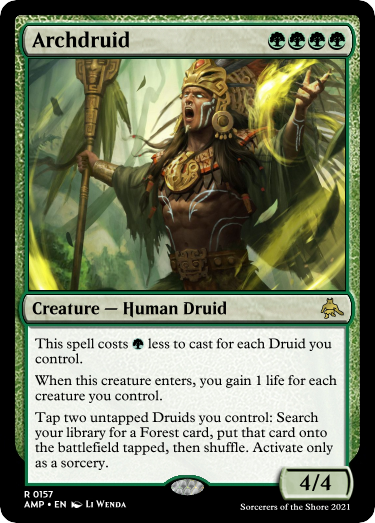 Archdruid
Creature — Human Druid
This spell costs less to cast for each Druid you
control.
When this creature enters, you gain 1 life for each
creature you control.
Tap two untapped Druids you control: Search
your library for a Forest card, put that card onto
the battlefield tapped, then shuffle. Activate only
as a sorcery.
4/4
R 0157
AMP • EN Li Wenda
Sorcerers of the Shore 2021